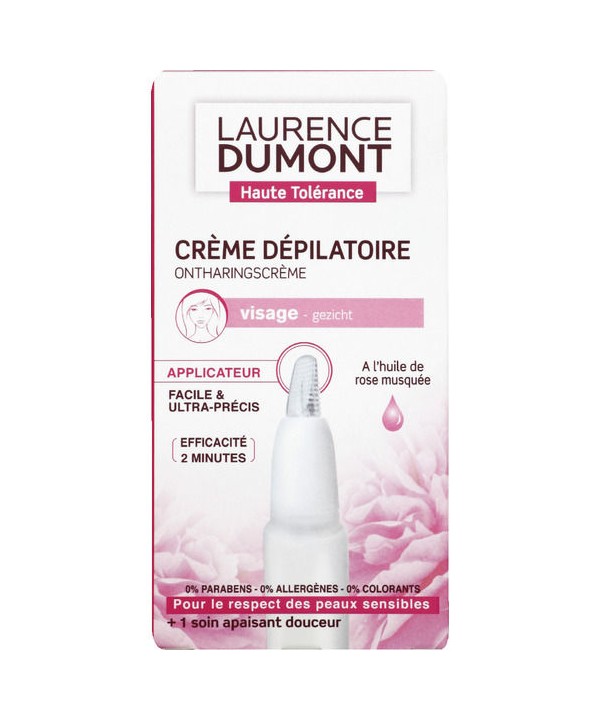 LAURENCE
DUMONT
Haute Tolérance
CRÈME DÉPILATOIRE
ONTHARINGSCRÈME
visage - gezicht
APPLICATEUR
FACILE &
ULTRA-PRÉCIS
EFFICACITÉ
2 MINUTES
A l'huile de
rose musquée
0% PARABENS - 0% ALLERGÈNES - 0% COLORANTS
Pour le respect des peaux sensibles
+ 1 soin apaisant douceur